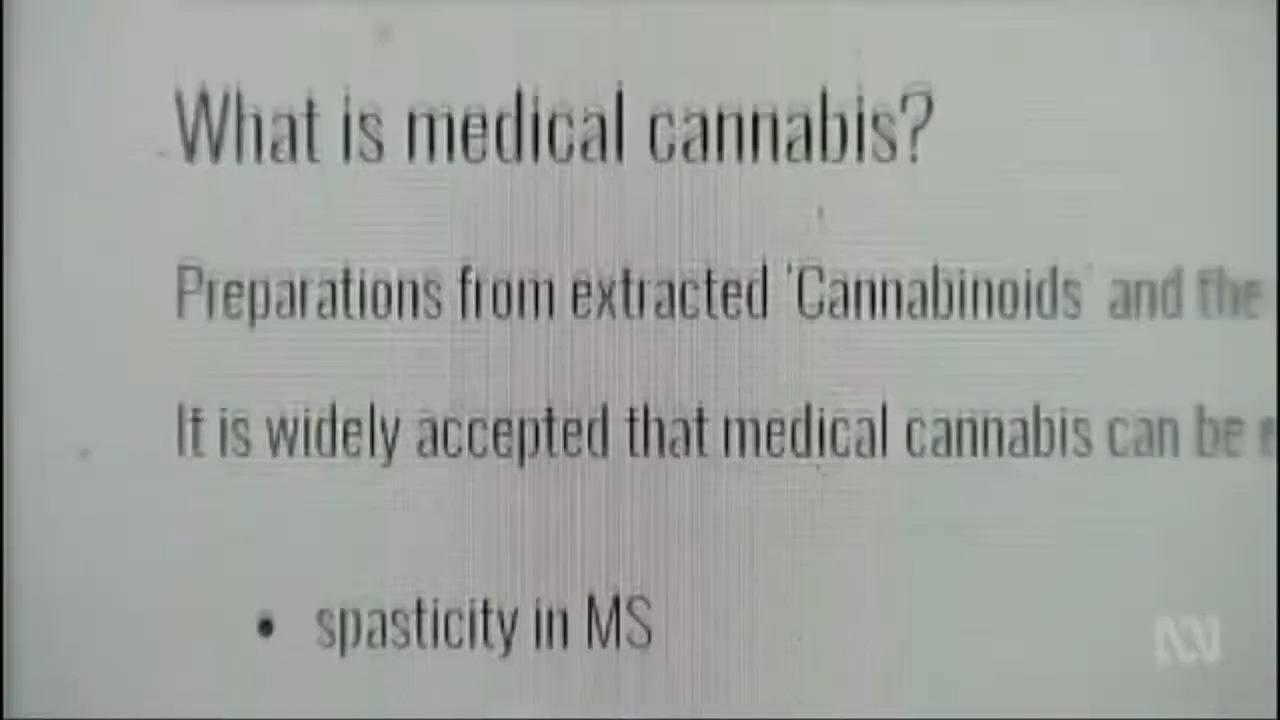 What is medical cannabis?
Preparations from extracted 'Cannabinoids' and the
It is widely accepted that medical cannabis can be
• spasticity in MS